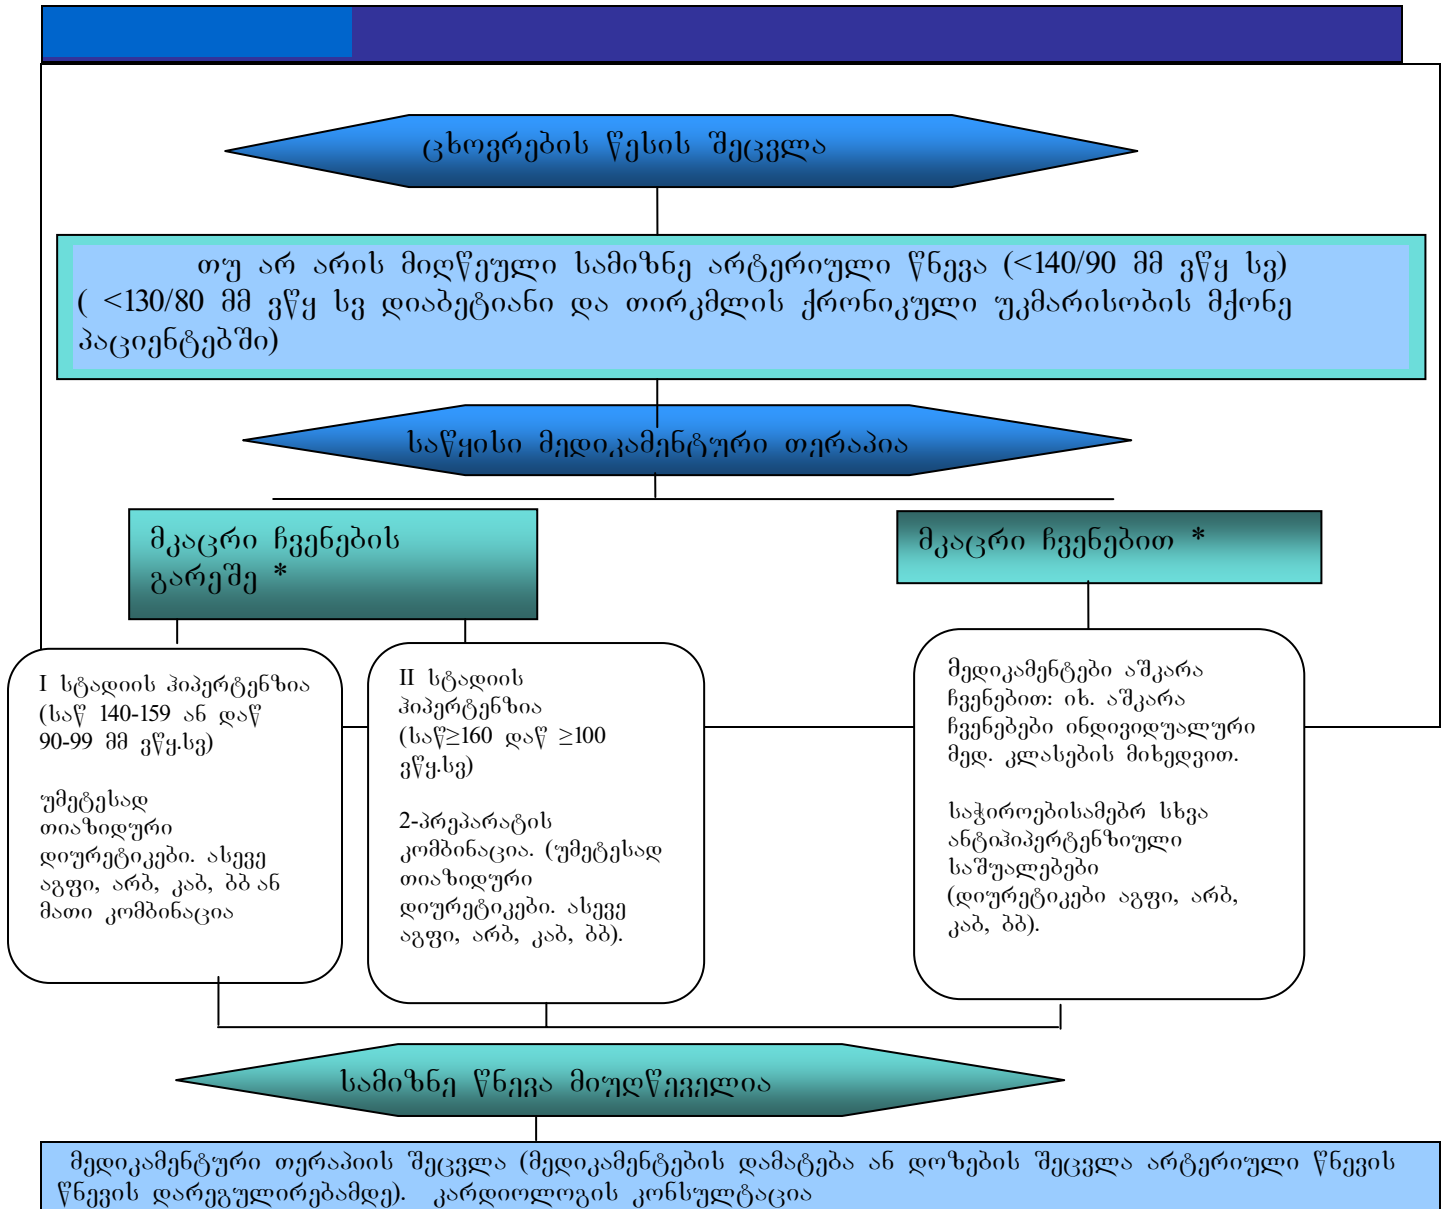 ცხოვრების წესის შეცვლა
თუ არ არის მიღწეული სამიზნე არტერიული წნევა (<140/90 მმ ვწყ სვ)
( <130/80 მმ ვწყ სვ დიაბეტიანი და თირკმლის ქრონიკული უკმარისობის მქონე
პაციენტებში)
საწყისი მედიკამენტური თერაპია
მკაცრი ჩვენების
გარეშე *
მკაცრი ჩვენებით *
I სტადიის ჰიპერტენზია
(საწ 140-159 ან დაწ
90-99 მმ ვწყ.სვ)
უმეტესად
თიაზიდური
დიურეტიკები. ასევე
აგფი, არბ, კაბ, ბბ ან
მათი კომბინაცია
II სტადიის
ჰიპერტენზია
(საწ≥160 დაწ ≥100
ვწყ.სვ)
2-პრეპარატის
კომბინაცია. (უმეტესად
თიაზიდური
დიურეტიკები. ასევე
აგფი, არბ, კაბ, ბბ).
მედიკამენტები აშკარა
ჩვენებით: იხ. აშკარა
ჩვენებები ინდივიდუალური
მედ. კლასების მიხედვით.
საჭიროებისამებრ სხვა
ანტიჰიპერტენზიული
საშუალებები
(დიურეტიკები აგფი, არბ,
კაბ, ბბ).
სამიზნე წნევა მიუღწეველია
მედიკამენტური თერაპიის შეცვლა (მედიკამენტების დამატება ან დოზების შეცვლა არტერიული წნევის
წნევის დარეგულირებამდე). კარდიოლოგის კონსულტაცია